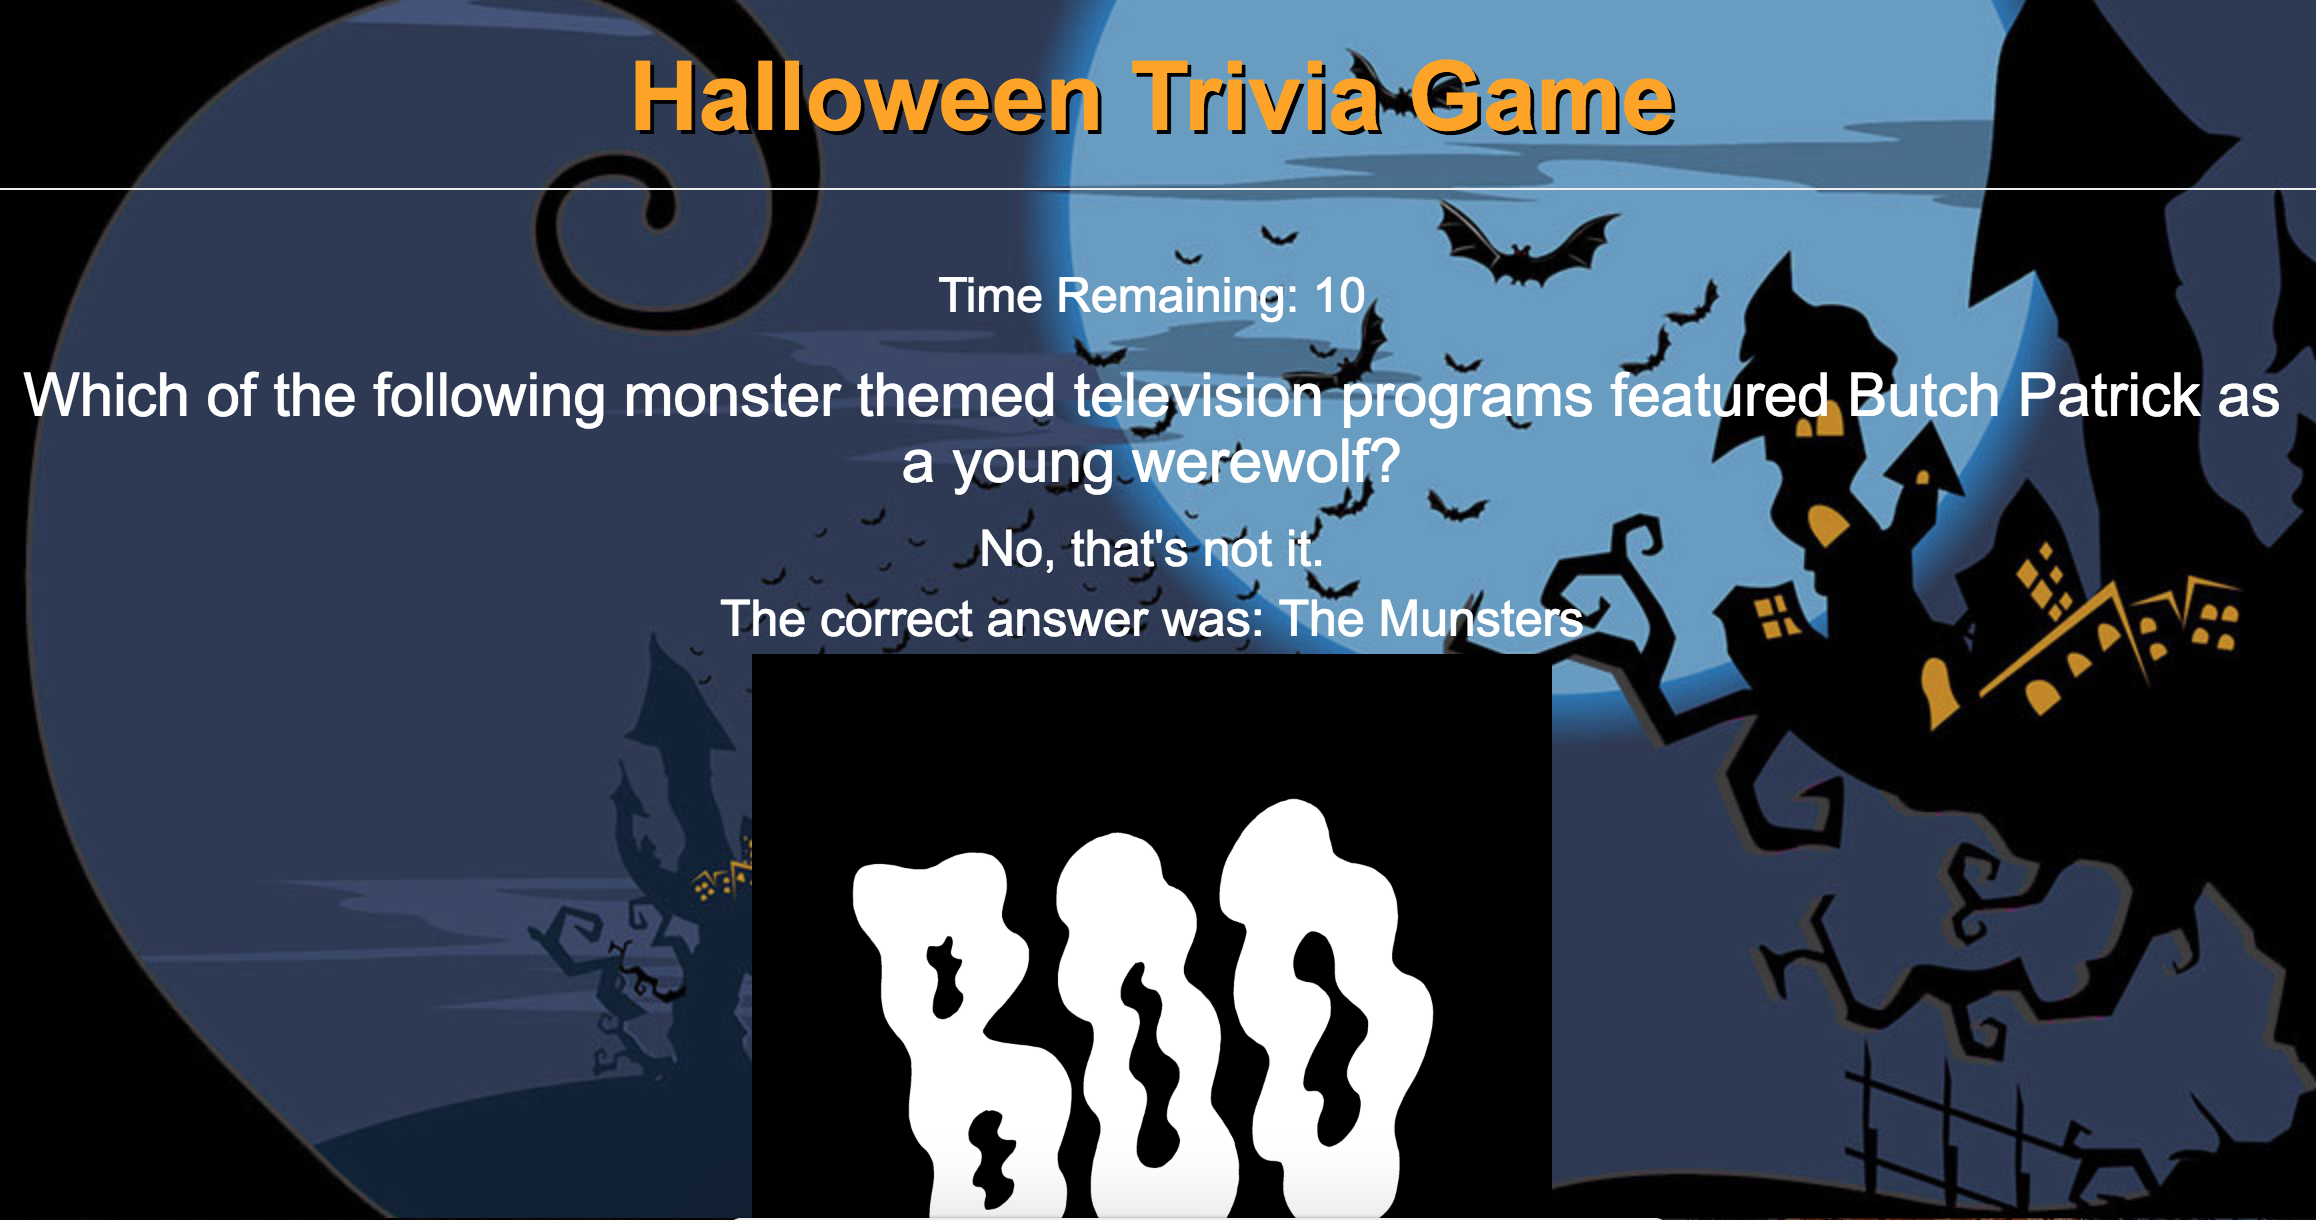 Halloween Trivia Game
Time Remaining: 10
Which of the following monster themed television programs featured Butch Patrick as
a young werewolf?
No, that's not it.
The correct answer was: The Munsters
BOO